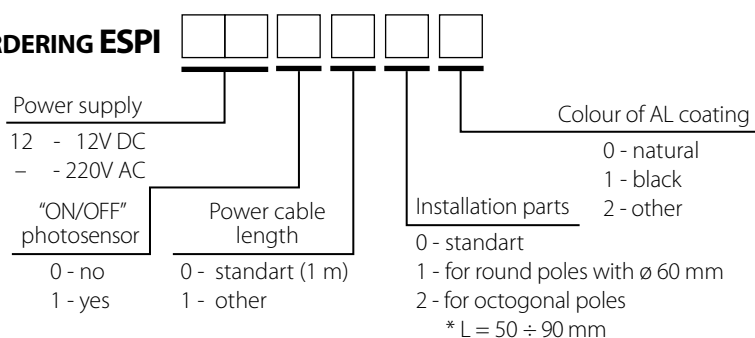 RDERING ESPI
Power supply
12 - 12V DC
– - 220V AC
"ON/OFF"
photosensor
0 - no
1 - yes
Power cable
length
0 - standart (1 m)
1 - other
Installation parts
0 - standart
1 - for round poles with ø 60 mm
2 - for octogonal poles
* L = 50 ÷ 90 mm
Colour of AL coating
0 - natural
1 - black
2 - other